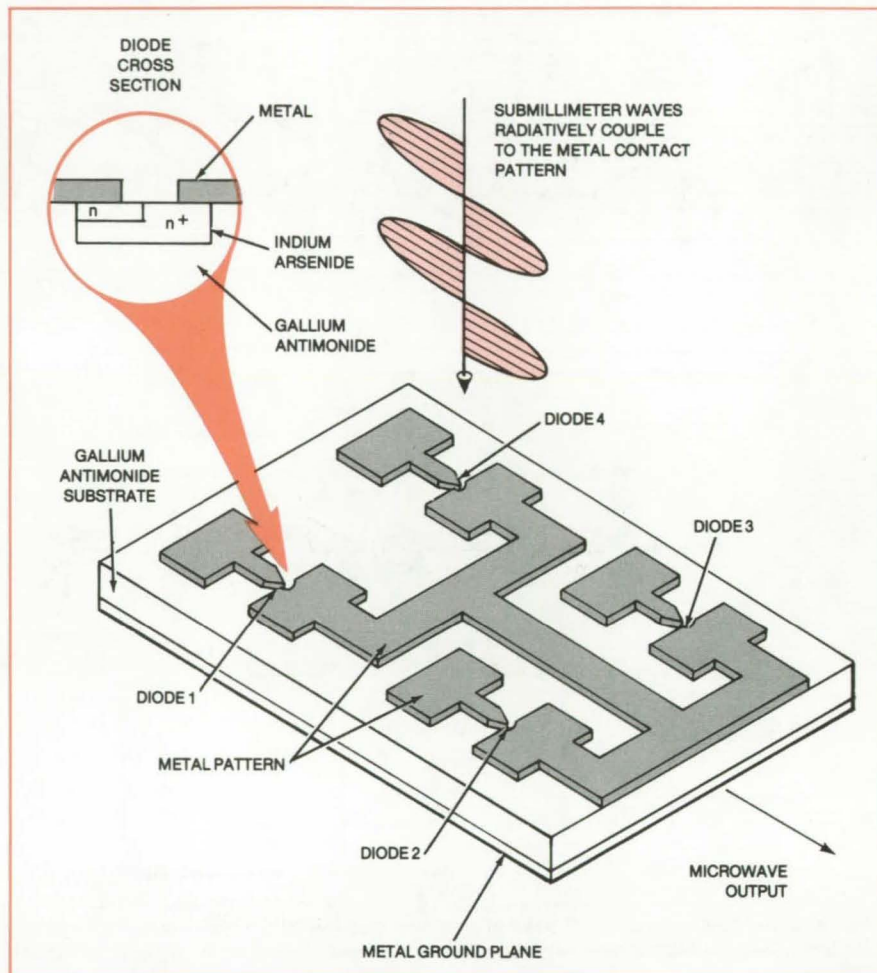 DIODE
CROSS
SECTION
METAL
n
n+
INDIUM
ARSENIDE
GALLIUM
ANTIMONIDE
SUBMILLIMETER WAVES
RADIATIVELY COUPLE
TO THE METAL CONTACT
PATTERN
DIODE 4
GALLIUM
ANTIMONIDE
SUBSTRATE
DIODE 3
DIODE 1
METAL PATTERN
DIODE 2
MICROWAVE
OUTPUT
METAL GROUND PLANE